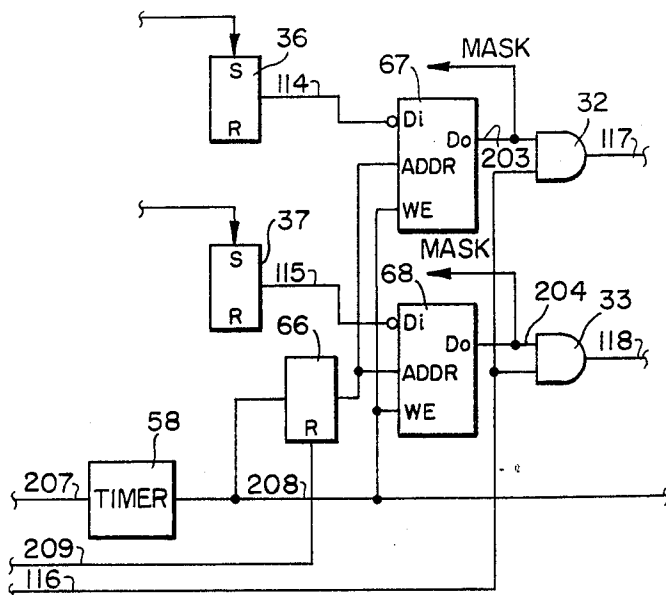 36
S
R
114
67
MASK
Di
Do
ADDR
WE
203
32
117
37
S
R
115
MASK
68
Di
Do
ADDR
WE
204
33
118
66
R
58
207
TIMER
208
209
116